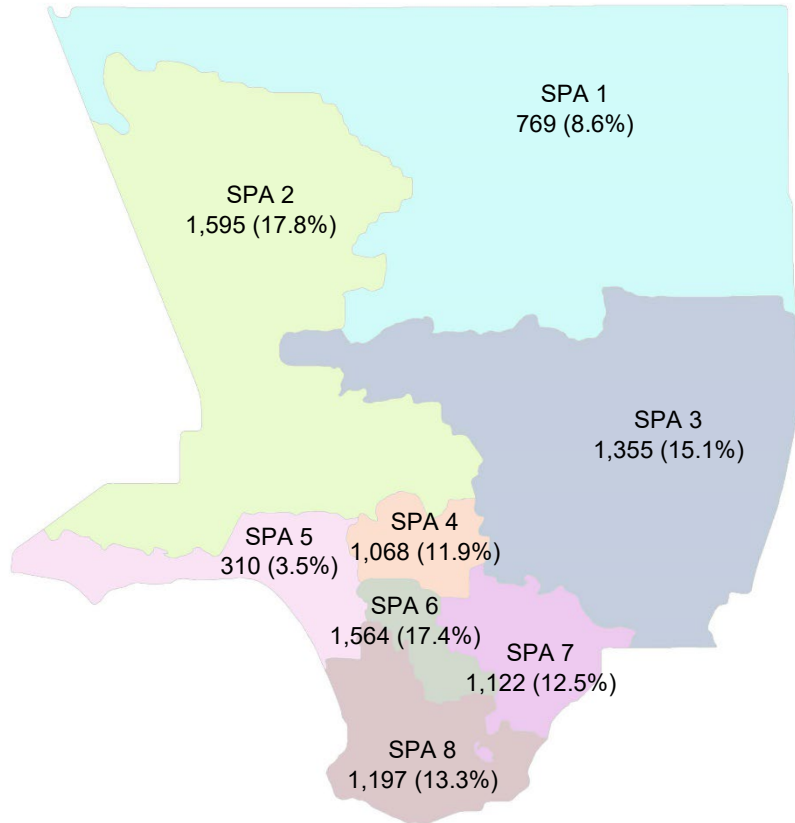 SPA 1
769 (8.6%)
SPA 2
1,595 (17.8%)
SPA 3
1,355 (15.1%)
SPA 4
1,068 (11.9%)
SPA 5
310 (3.5%)
SPA 6
1,564 (17.4%)
SPA 7
1,122 (12.5%)
SPA 8
1,197 (13.3%)